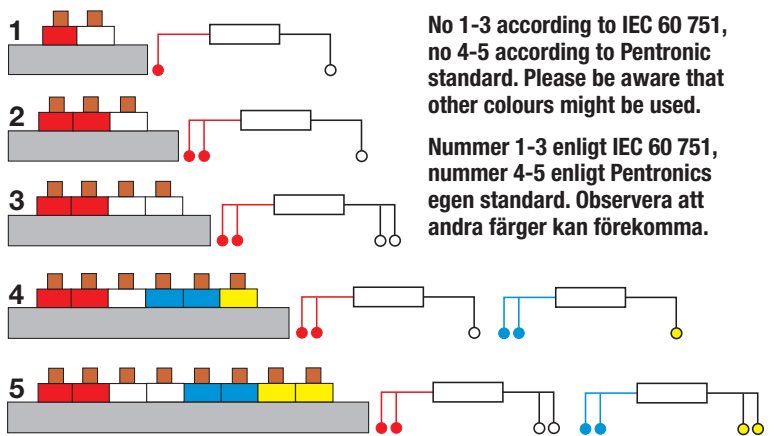 1
No 1-3 according to IEC 60 751,
no 4-5 according to Pentronic
standard. Please be aware that
other colours might be used.
2
Nummer 1-3 enligt IEC 60 751,
nummer 4-5 enligt Pentronics
egen standard. Observera att
andra färger kan förekomma.
3
4
5